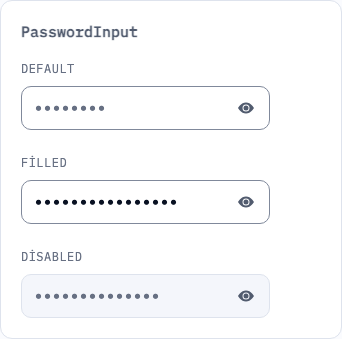 PasswordInput
DEFAULT
••••••••
FİLLED
••••••••••••••••
DİSABLED
••••••••••••••